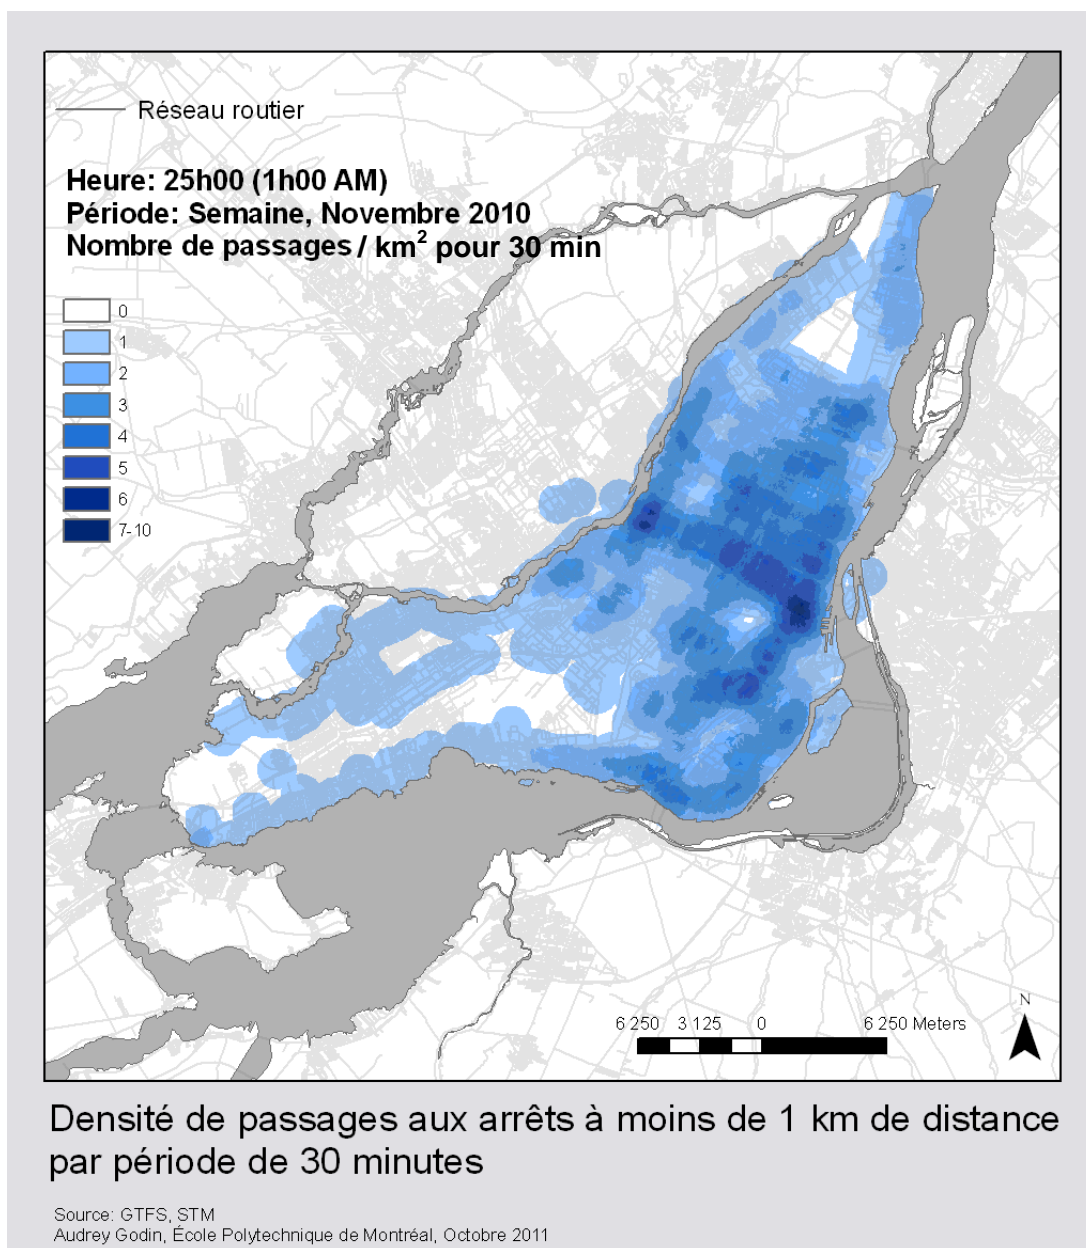 Réseau routier
Heure: 25h00 (1h00 AM)
Période: Semaine, Novembre 2010
Nombre de passages / km² pour 30 min
0
1
2
3
4
5
6
7-10
N
6 250 3 125 0 6 250 Meters
Densité de passages aux arrêts à moins de 1 km de distance
par période de 30 minutes
Source: GTFS, STM
Audrey Godin, École Polytechnique de Montréal, Octobre 2011